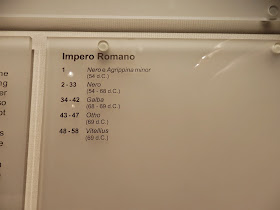 Impero Romano
1 Nero e Agrippina minor
(54 d.C.)
2 - 33 Nero
(54 - 68 d.C.)
34 - 42 Galba
(68 - 69 d.C.)
43 - 47 Otho
(69 d.C.)
48 - 58 Vitellius
(69 d.C.)